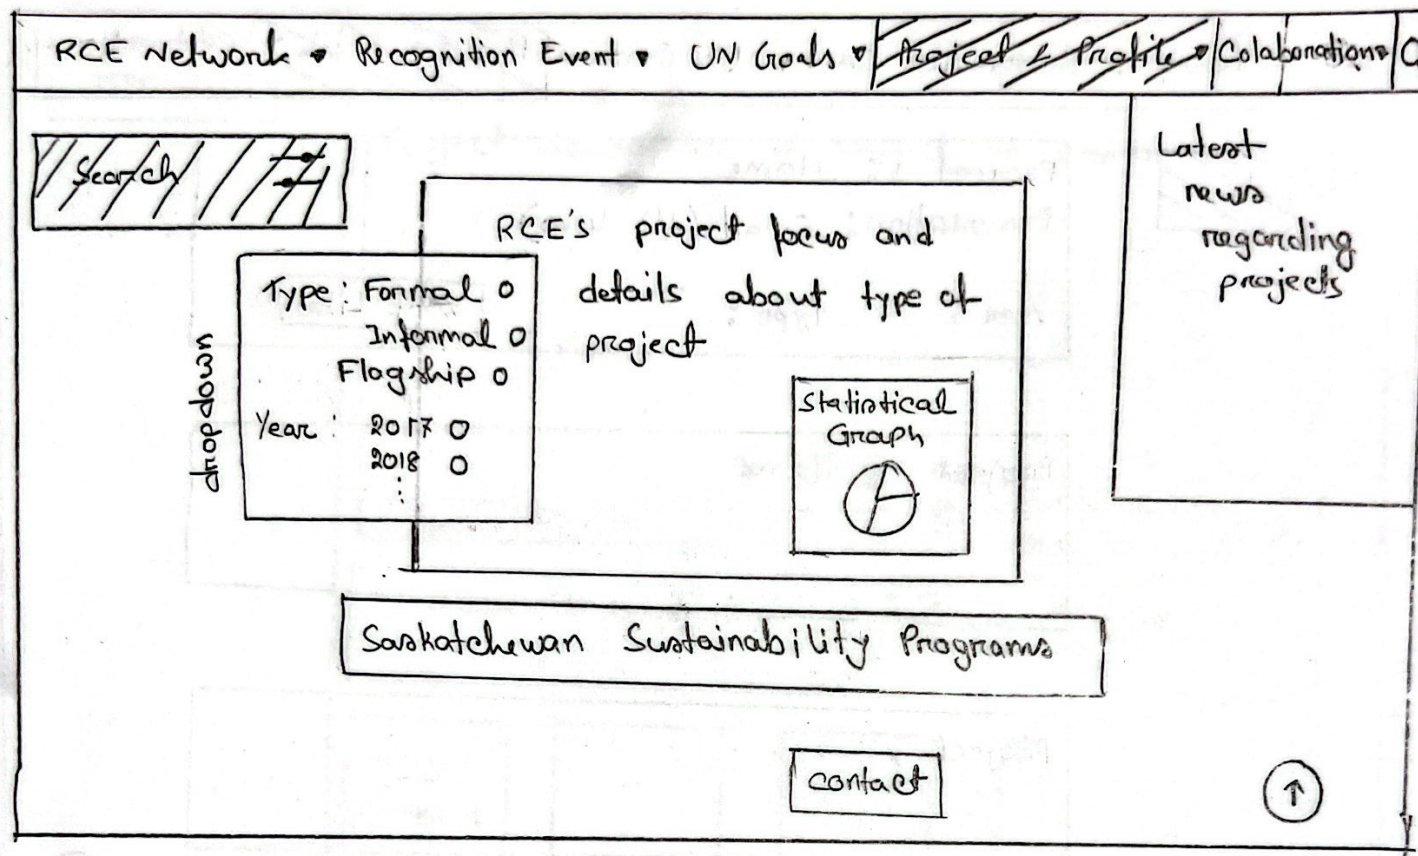 RCE Network Recognition Event UN Goals Project & Profile Colaborations C
Search
Latest
news
regarding
projects
RCE's project focus and
details about type of
project
dropdown
Type: Formal
Informal
Flagship
Year: 2017
2018
Statistical
Graph
Saskatchewan Sustainability Programs
contact